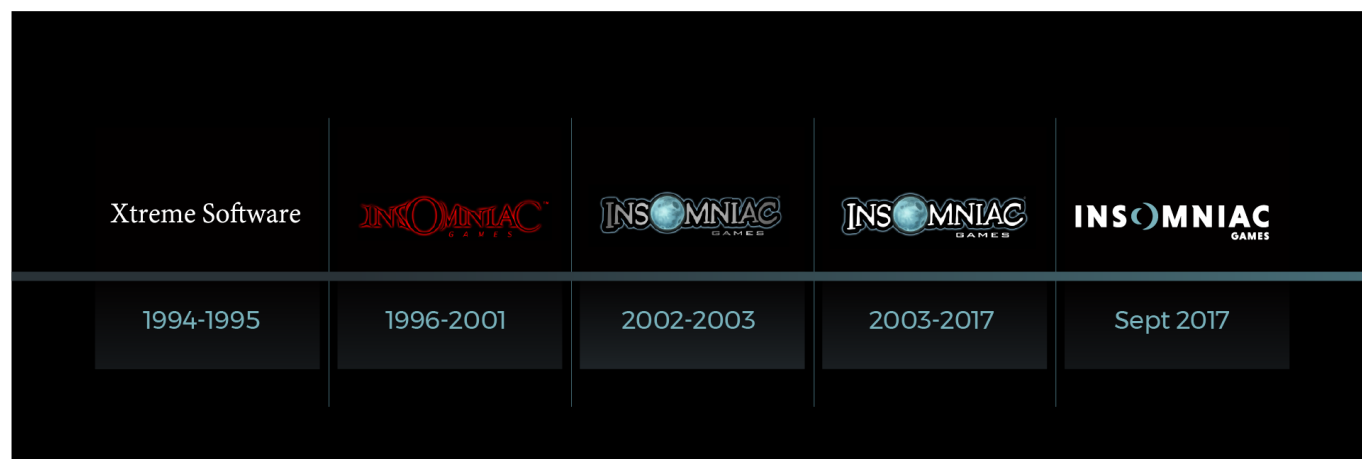 Xtreme Software
INSOMNIAC™
GAMES
INSOMNIAC
GAMES
INSOMNIAC
GAMES
INSOMNIAC
GAMES
1994-1995
1996-2001
2002-2003
2003-2017
Sept 2017